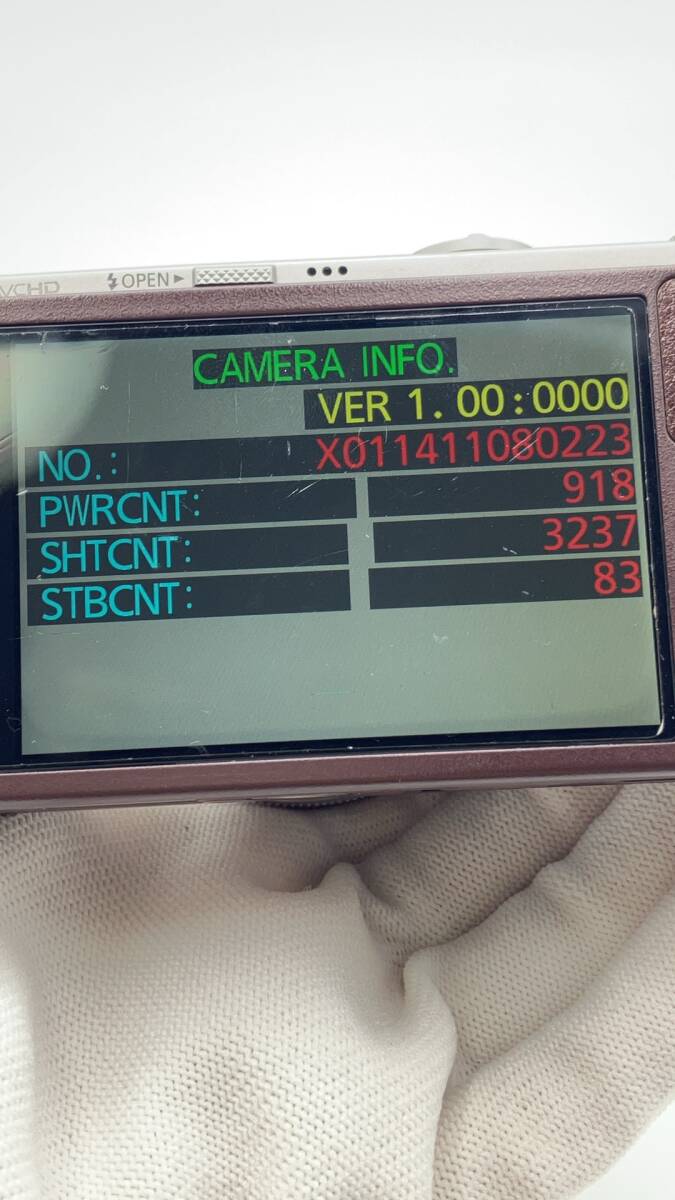 VCHD
OPEN
CAMERA INFO.
VER 1.00:0000
NO.: X011411080223
PWRCNT: 918
SHTCNT: 3237
STBCNT: 83